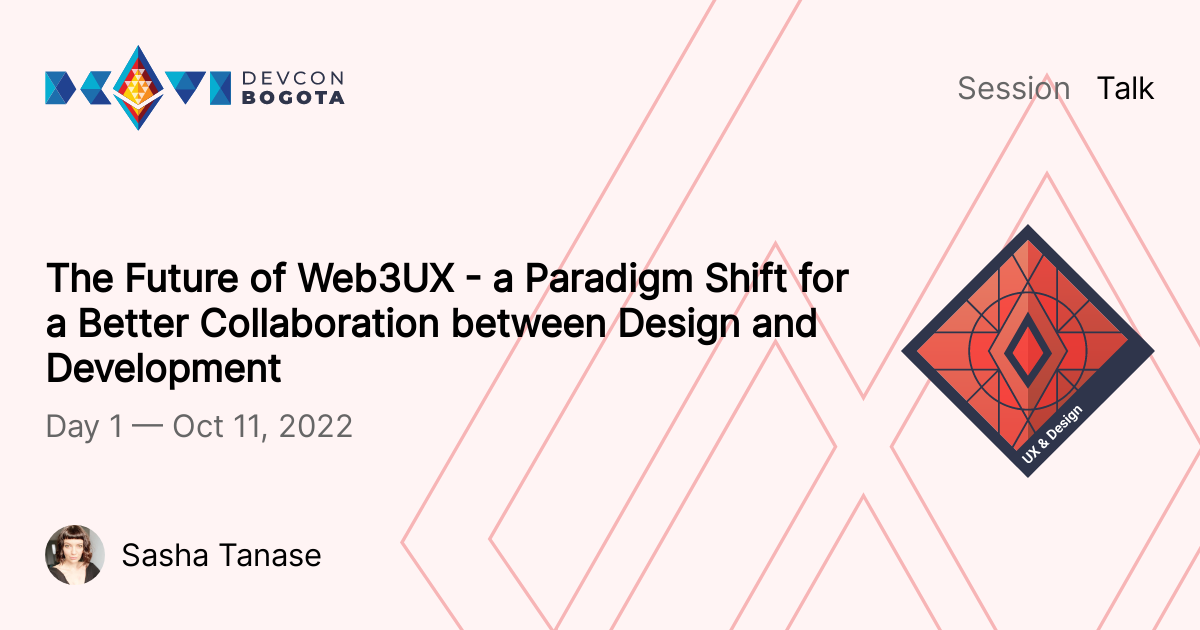 DEVCON
BOGOTA
Session Talk
The Future of Web3UX - a Paradigm Shift for
a Better Collaboration between Design and
Development
Day 1 — Oct 11, 2022
UX & Design
Sasha Tanase